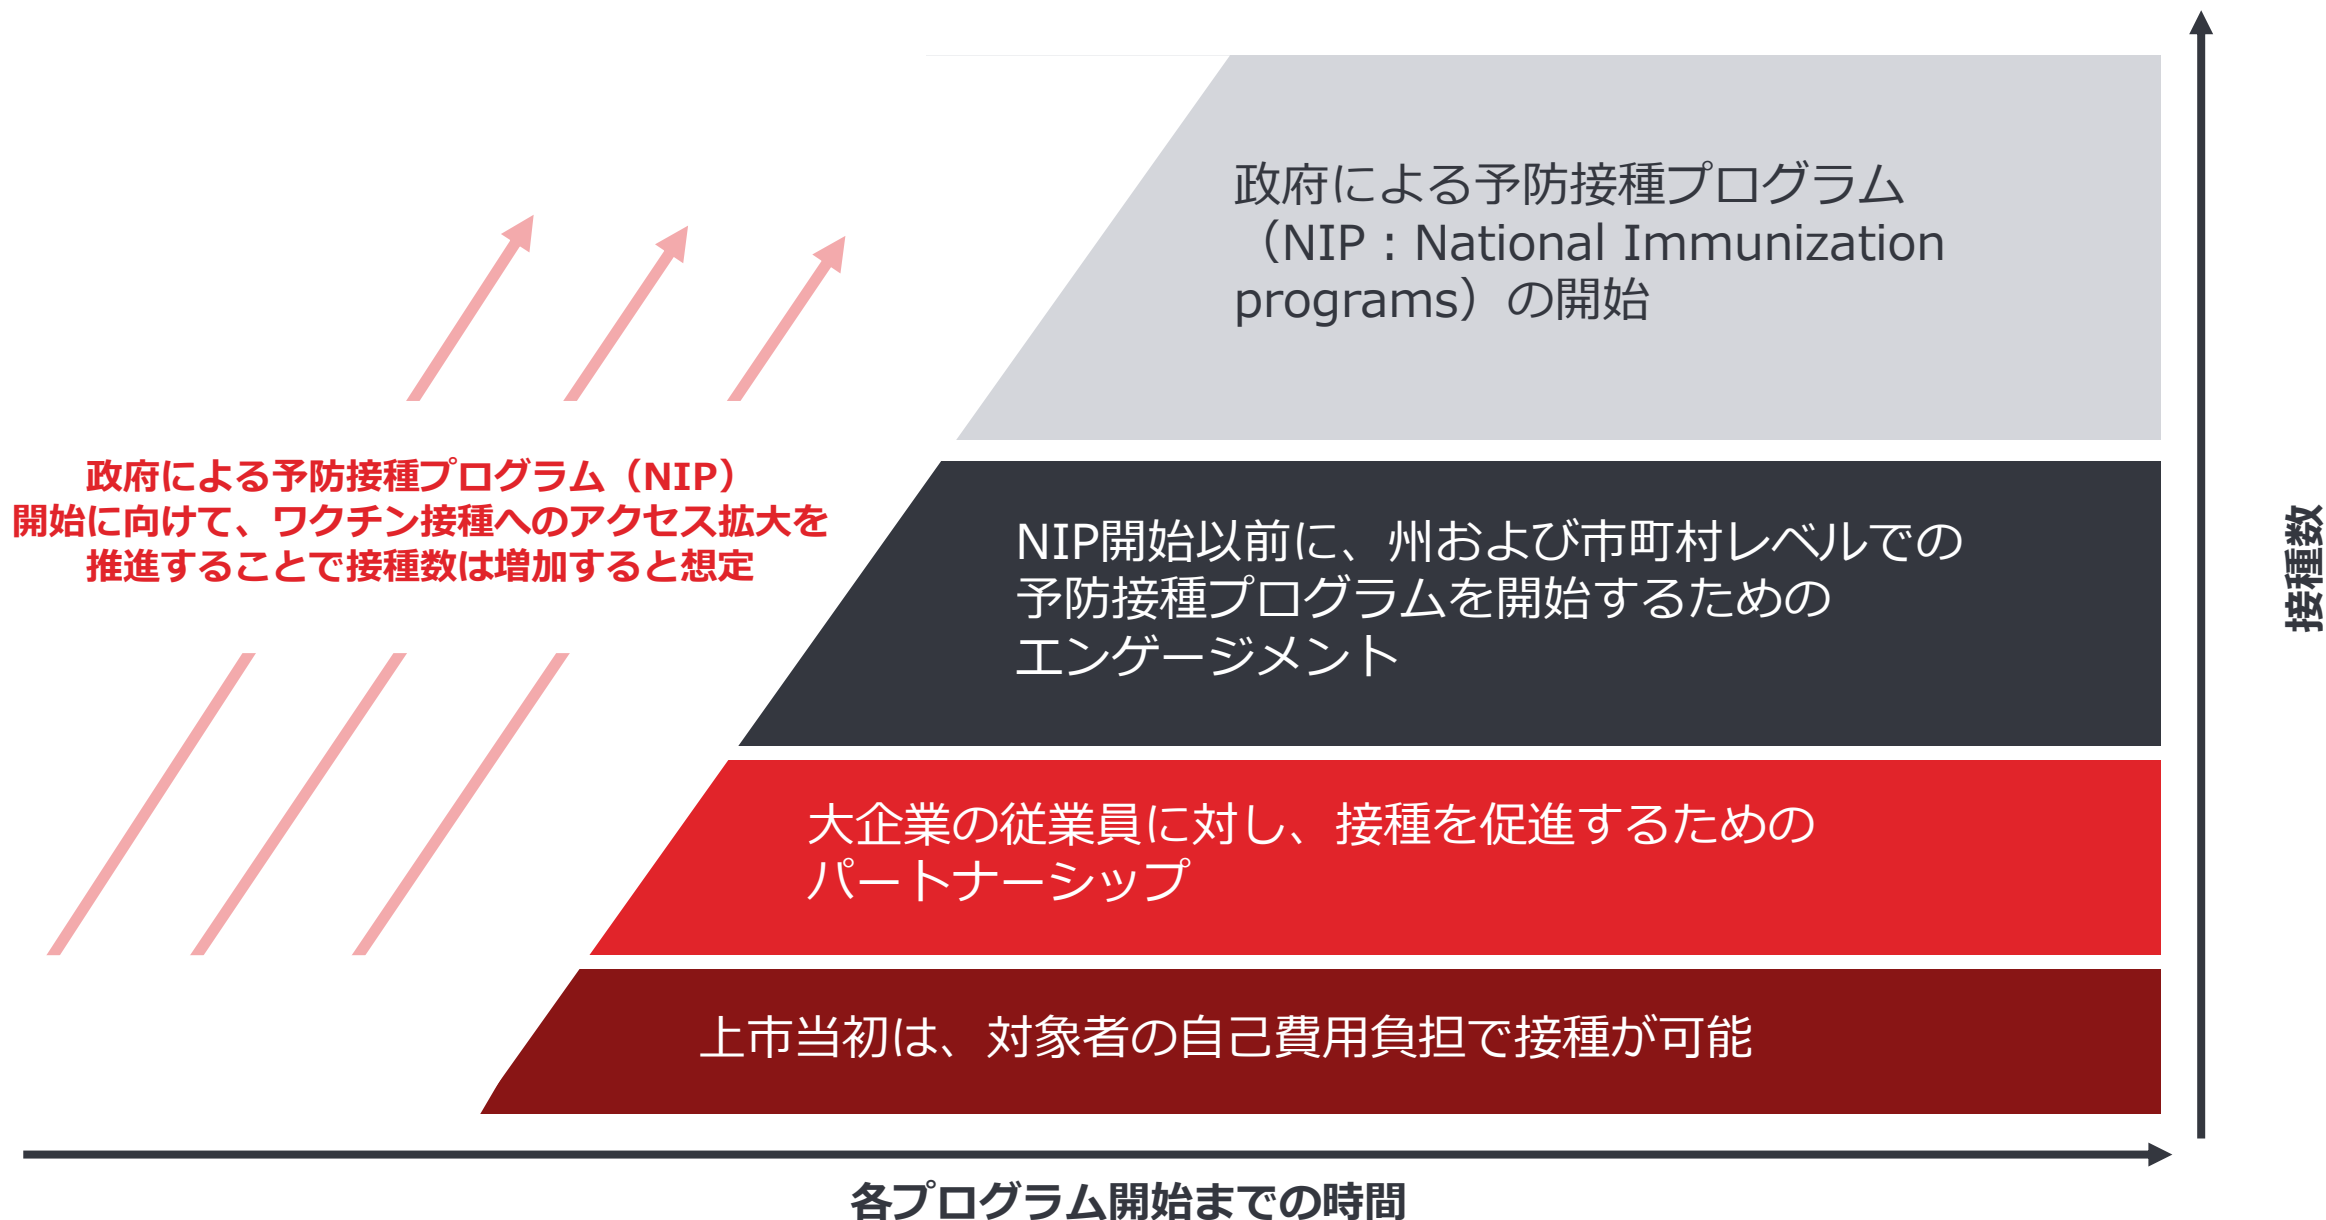 政府による予防接種プログラム
（NIP：National Immunization
programs）の開始
政府による予防接種プログラム（NIP）
開始に向けて、ワクチン接種へのアクセス拡大を
推進することで接種数は増加すると想定
NIP開始以前に、州および市町村レベルでの
予防接種プログラムを開始するための
エンゲージメント
接種数
大企業の従業員に対し、接種を促進するための
パートナーシップ
上市当初は、対象者の自己費用負担で接種が可能
各プログラム開始までの時間